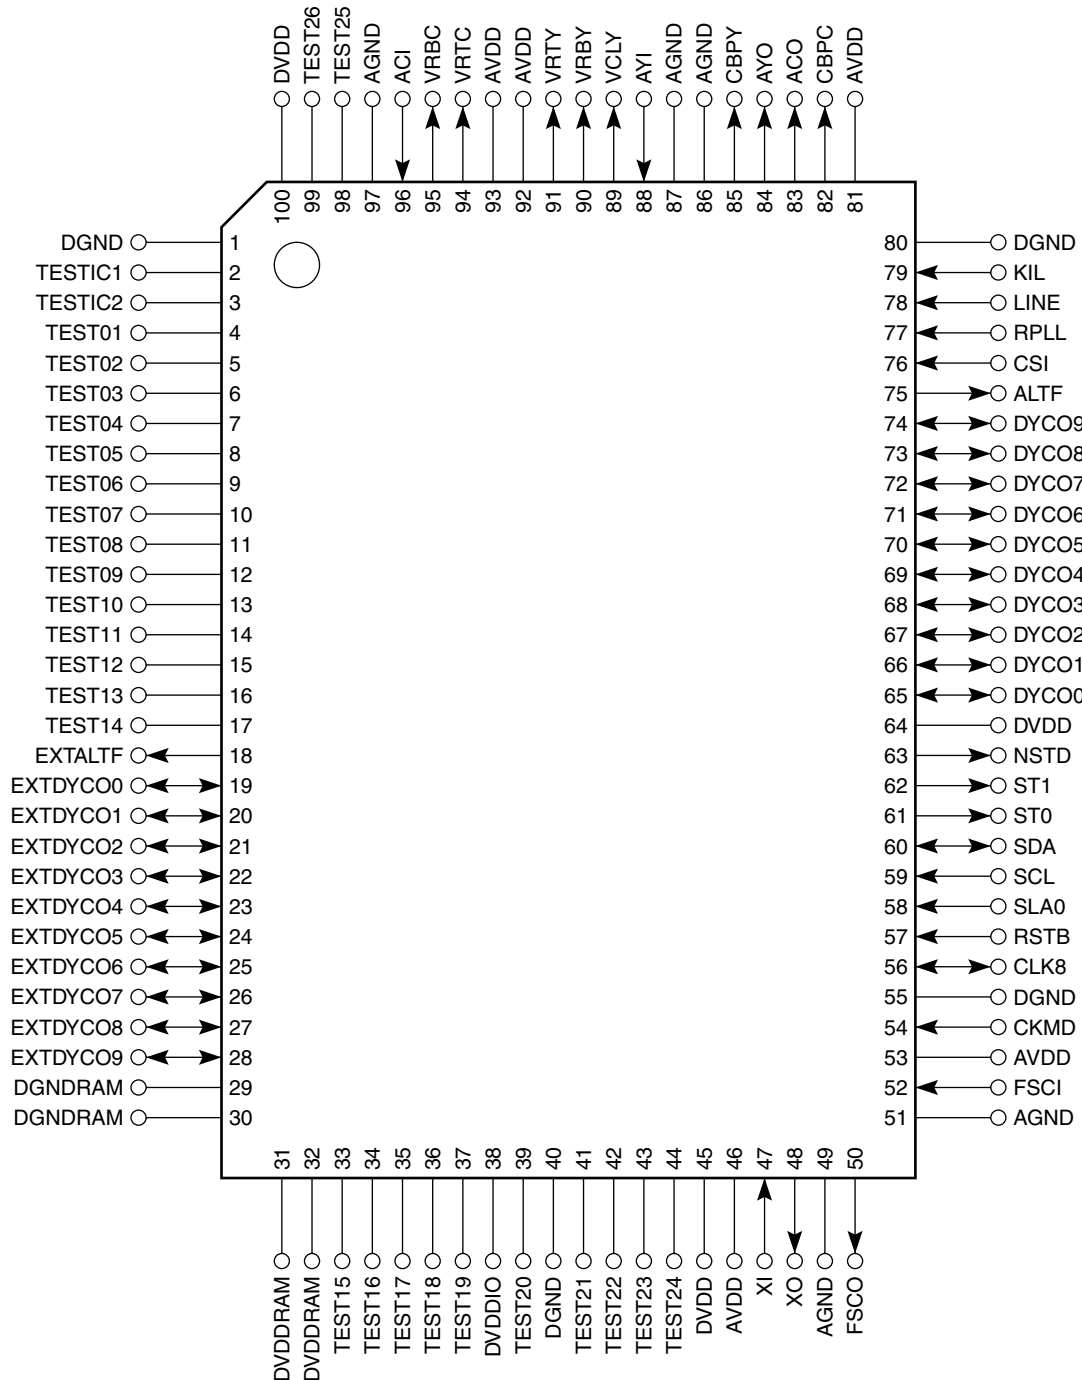 DVDD
TEST26
TEST25
AGND
ACI
VRBC
VRTC
AVDD
AVDD
VRTY
VRBY
VCLY
AYI
AGND
AGND
CBPY
AYO
ACO
CBPC
AVDD
100
99
98
97
96
95
94
93
92
91
90
89
88
87
86
85
84
83
82
81
DGND 1
TESTIC1 2
TESTIC2 3
TEST01 4
TEST02 5
TEST03 6
TEST04 7
TEST05 8
TEST06 9
TEST07 10
TEST08 11
TEST09 12
TEST10 13
TEST11 14
TEST12 15
TEST13 16
TEST14 17
EXTALTF 18
EXTDYCO0 19
EXTDYCO1 20
EXTDYCO2 21
EXTDYCO3 22
EXTDYCO4 23
EXTDYCO5 24
EXTDYCO6 25
EXTDYCO7 26
EXTDYCO8 27
EXTDYCO9 28
DGNDRAM 29
DGNDRAM 30
80 DGND
79 KIL
78 LINE
77 RPLL
76 CSI
75 ALTF
74 DYCO9
73 DYCO8
72 DYCO7
71 DYCO6
70 DYCO5
69 DYCO4
68 DYCO3
67 DYCO2
66 DYCO1
65 DYCO0
64 DVDD
63 NSTD
62 ST1
61 ST0
60 SDA
59 SCL
58 SLA0
57 RSTB
56 CLK8
55 DGND
54 CKMD
53 AVDD
52 FSCI
51 AGND
31
32
33
34
35
36
37
38
39
40
41
42
43
44
45
46
47
48
49
50
DVDDRAM
DVDDRAM
TEST15
TEST16
TEST17
TEST18
TEST19
DVDDIO
TEST20
DGND
TEST21
TEST22
TEST23
TEST24
DVDD
AVDD
XI
XO
AGND
FSCO